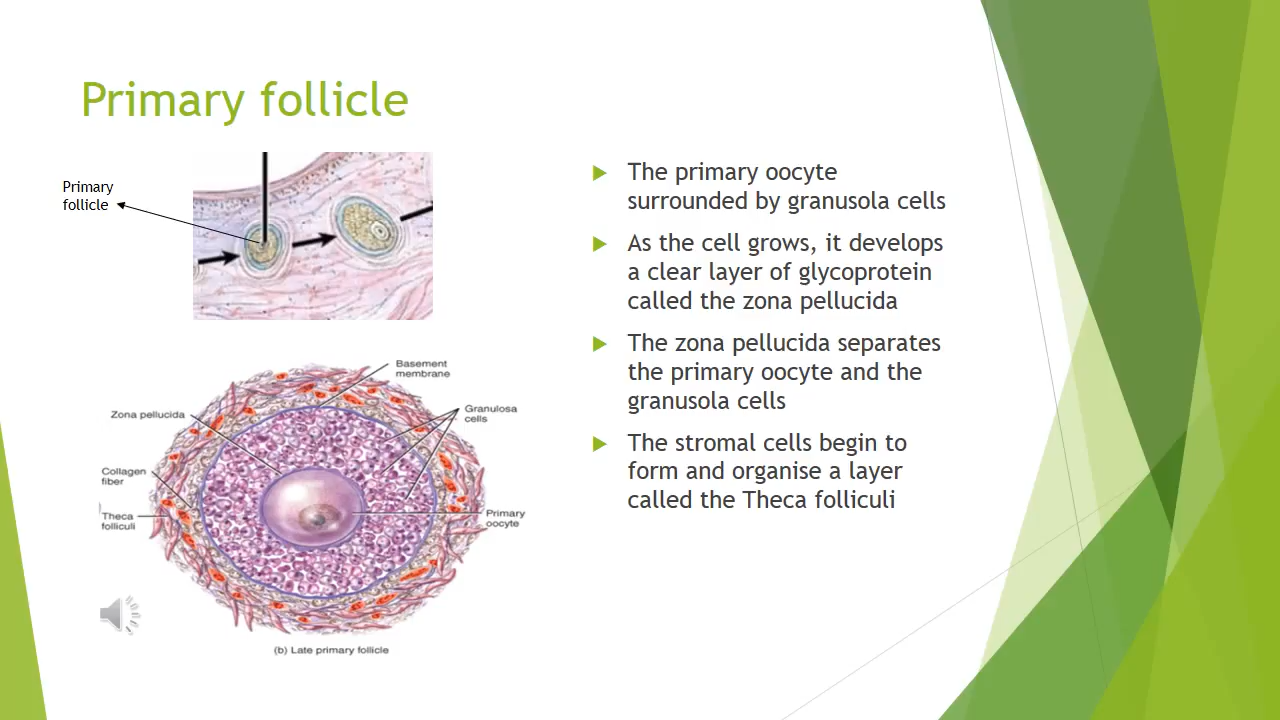 Primary follicle
Primary
follicle
Basement
membrane
Zona pellucida
Granulosa
cells
Collagen
fiber
Theca
folliculi
Primary
oocyte
(b) Late primary follicle
The primary oocyte
surrounded by granusola cells
As the cell grows, it develops
a clear layer of glycoprotein
called the zona pellucida
The zona pellucida separates
the primary oocyte and the
granusola cells
The stromal cells begin to
form and organise a layer
called the Theca folliculi